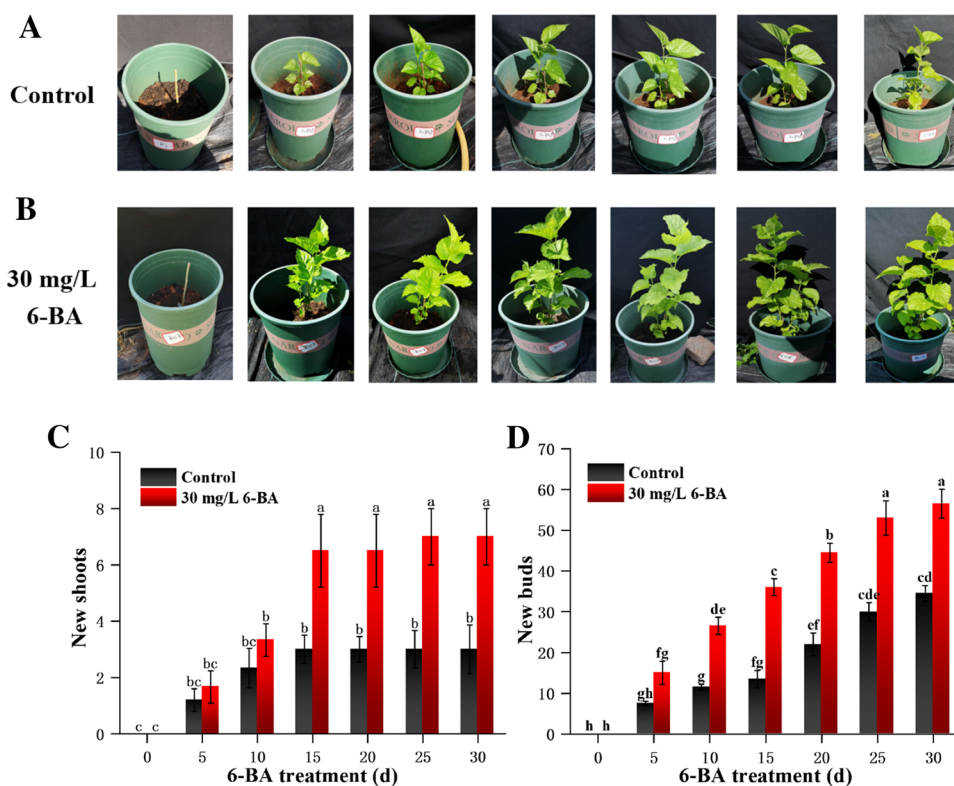 A
Control
B
30 mg/L
6-BA
C
New shoots
10
8
6
4
2
0
Control
30 mg/L 6-BA
c c
bc bc
bc b
b a
b a
b a
b a
0 5 10 15 20 25 30
6-BA treatment (d)
D
New buds
70
60
50
40
30
20
10
0
Control
30 mg/L 6-BA
h h
gh fg
g de
fg c
ef b
cde a
cd a
0 5 10 15 20 25 30
6-BA treatment (d)